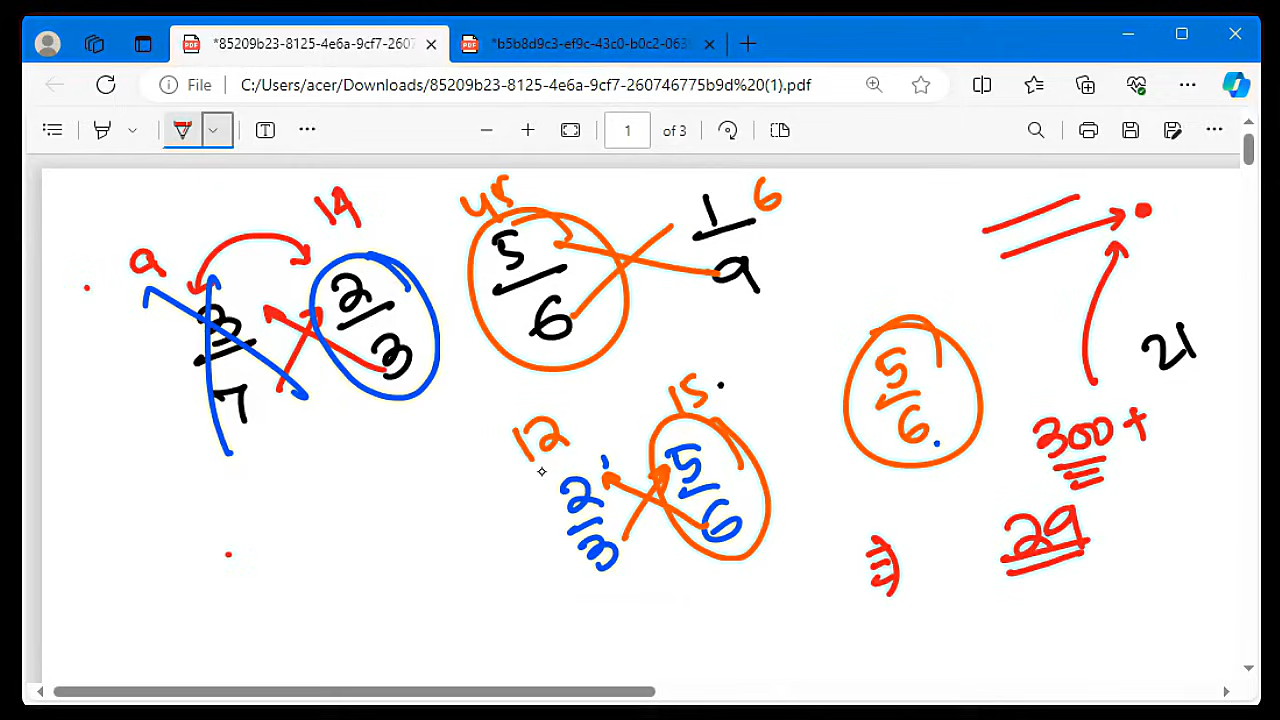 *85209b23-8125-4e6a-9cf7-2607
*b5b8d9c3-ef9c-43c0-b0c2-063
File C:/Users/acer/Downloads/85209b23-8125-4e6a-9cf7-260746775b9d%20(1).pdf
1 of 3
9 14 45 6
3/7 2/3 5/6 1/9
12 15
2/3 5/6 5/6 21
300+
29